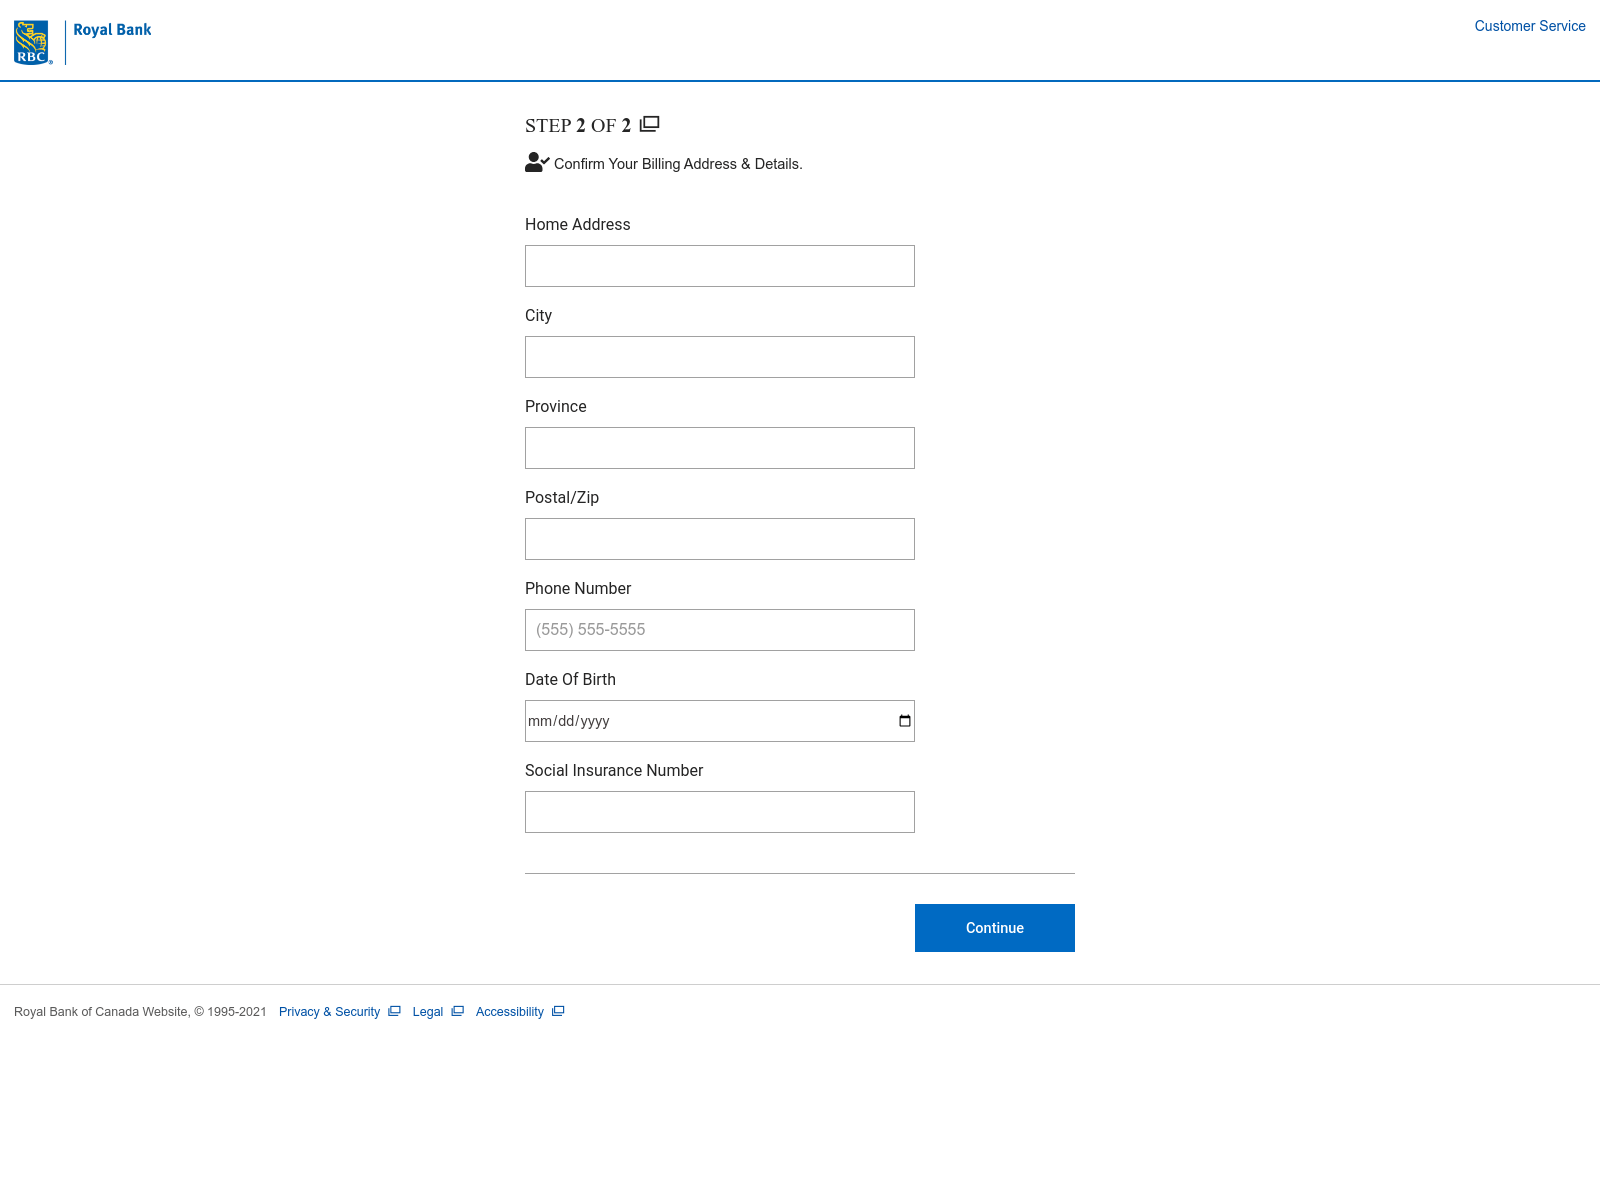 RBC
Royal Bank
Customer Service
STEP 2 OF 2
Confirm Your Billing Address & Details.
Home Address
City
Province
Postal/Zip
Phone Number
(555) 555-5555
Date Of Birth
mm/dd/yyyy
Social Insurance Number
Continue
Royal Bank of Canada Website, © 1995-2021 Privacy & Security Legal Accessibility